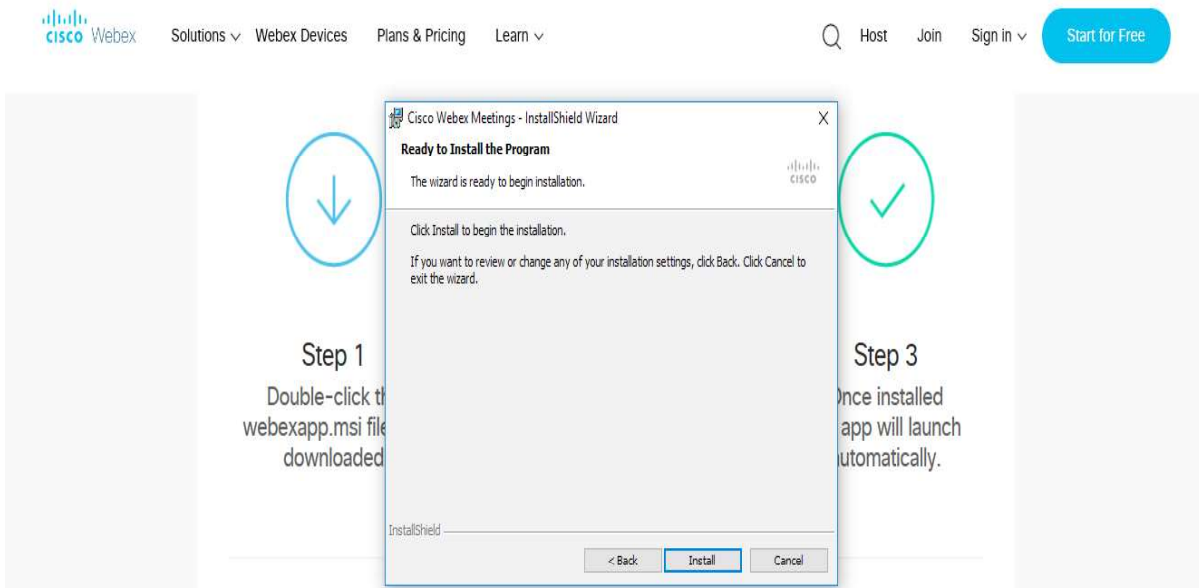 CISCO Webex
Solutions Webex Devices Plans & Pricing Learn
Host Join Sign in Start for Free
Cisco Webex Meetings - InstallShield Wizard X
Ready to Install the Program
The wizard is ready to begin installation.
CISCO
Click Install to begin the installation.
If you want to review or change any of your installation settings, click Back. Click Cancel to
exit the wizard.
Step 1
Double-click
webexapp.msi
downloaded
Step 3
installed
app will launch
InstallShield
< Back Install Cancel